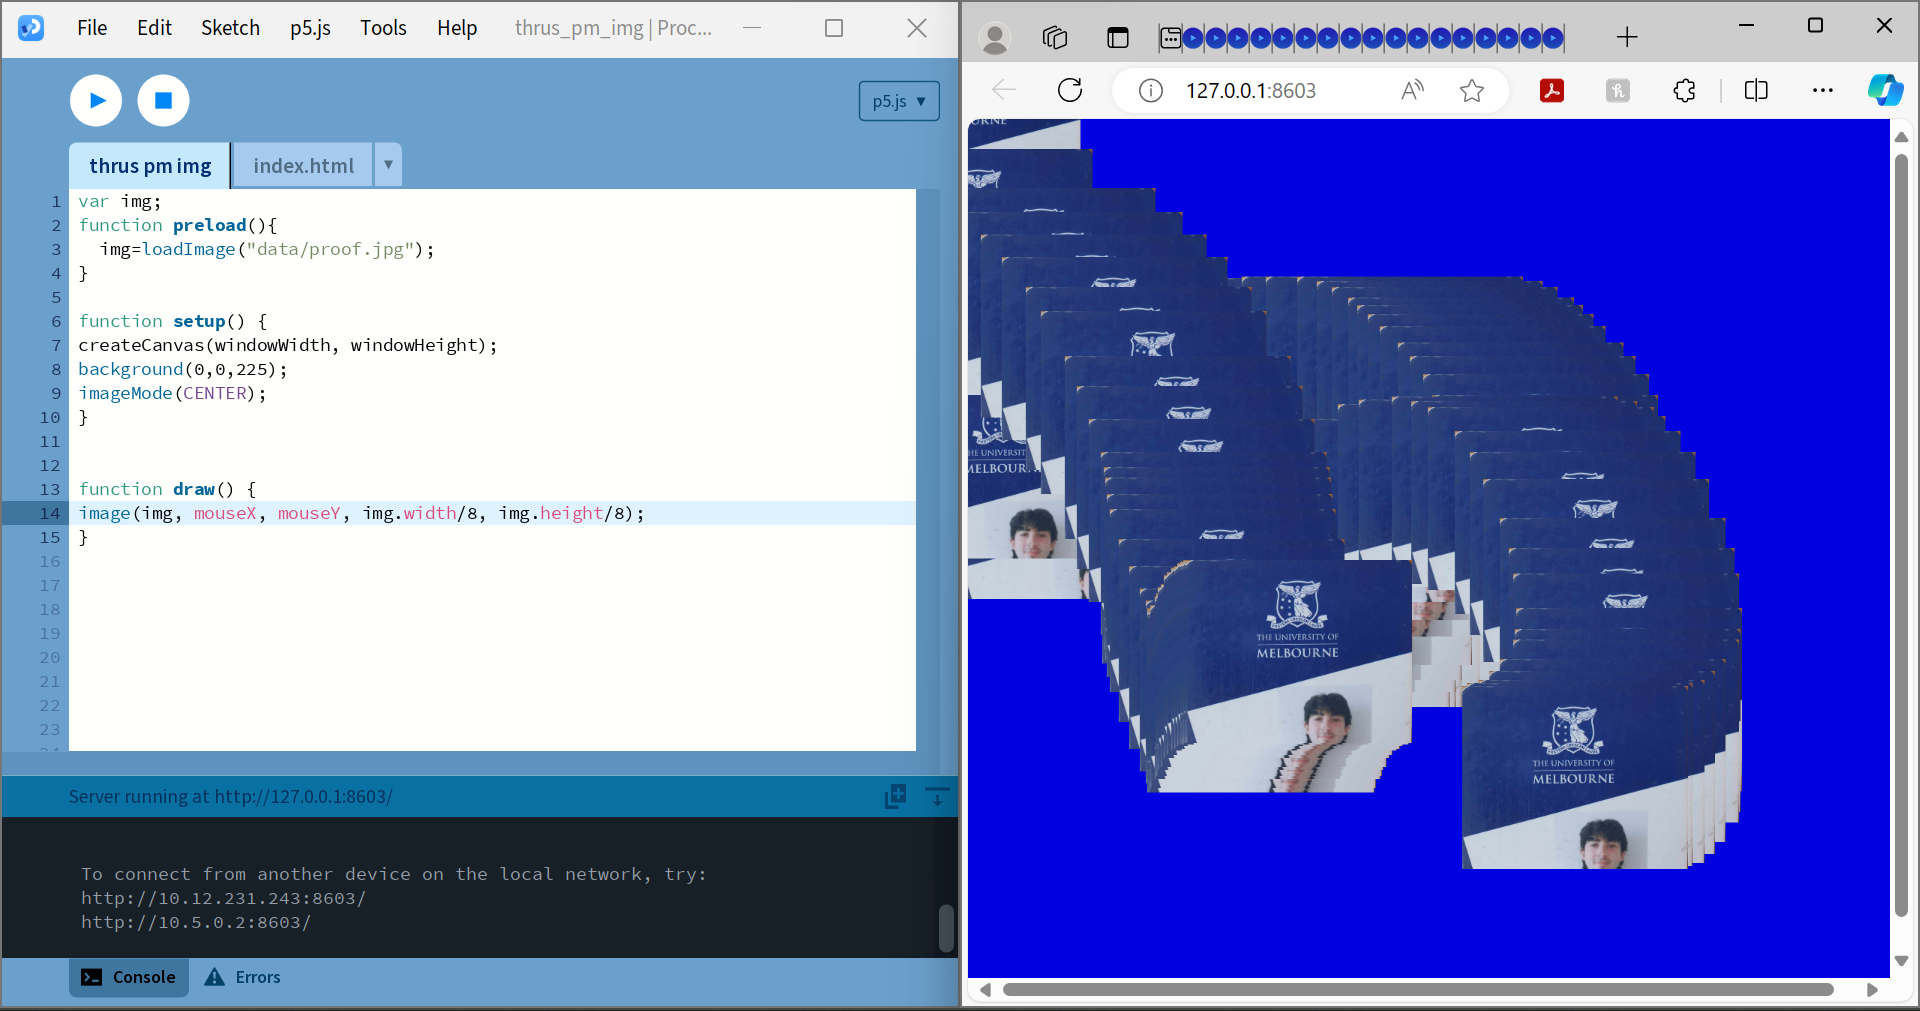 File Edit Sketch p5.js Tools Help thrus_pm_img | Proc...
p5.js
thrus pm img index.html
1 var img;
2 function preload(){
3 img=loadImage("data/proof.jpg");
4 }
5
6 function setup() {
7 createCanvas(windowWidth, windowHeight);
8 background(0,0,225);
9 imageMode(CENTER);
10 }
11
12
13 function draw() {
14 image(img, mouseX, mouseY, img.width/8, img.height/8);
15 }
16
17
18
19
20
21
22
23
Server running at http://127.0.0.1:8603/
To connect from another device on the local network, try:
http://10.12.231.243:8603/
http://10.5.0.2:8603/
Console Errors
127.0.0.1:8603
THE UNIVERSITY OF
MELBOURNE
THE UNIVERSITY OF
MELBOURNE